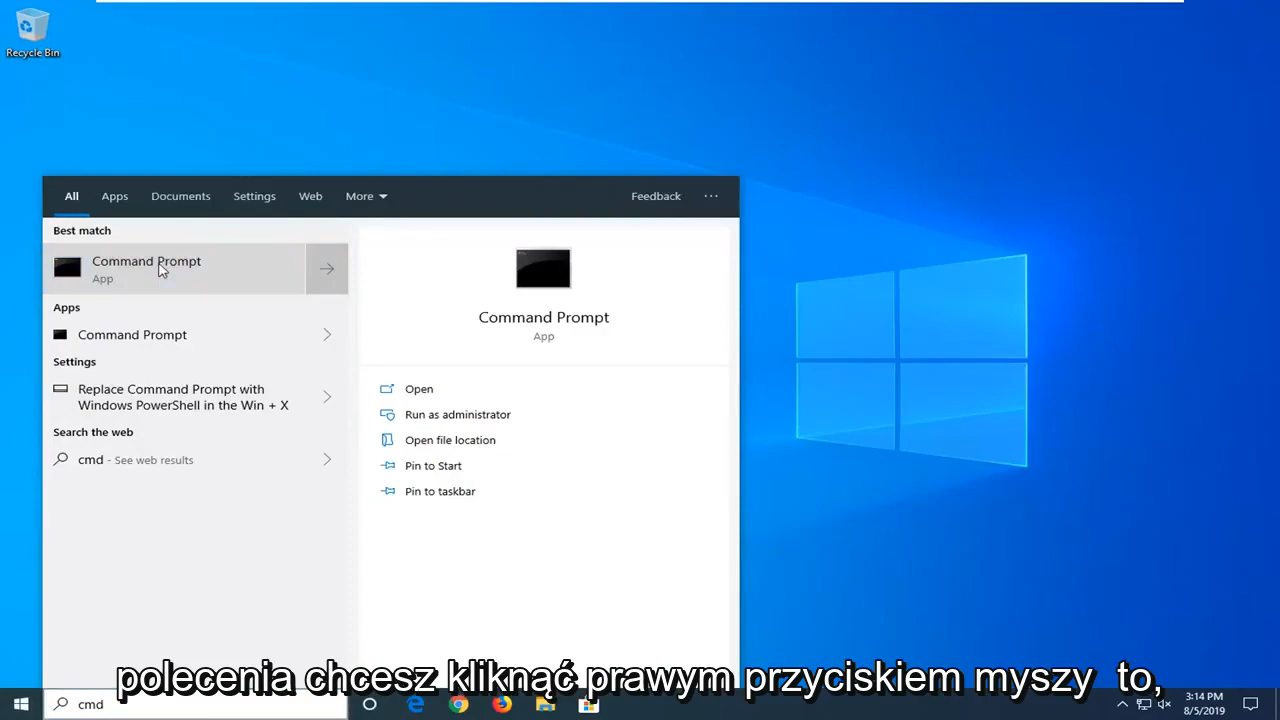 Recycle Bin
All Apps Documents Settings Web More Feedback ...
Best match
Command Prompt
App
Apps
Command Prompt
Settings
Replace Command Prompt with
Windows PowerShell in the Win + X
Search the web
cmd - See web results
Command Prompt
App
Open
Run as administrator
Open file location
Pin to Start
Pin to taskbar
polecenia chcesz kliknąć prawym przyciskiem myszy to,
cmd
3:14 PM
8/5/2019